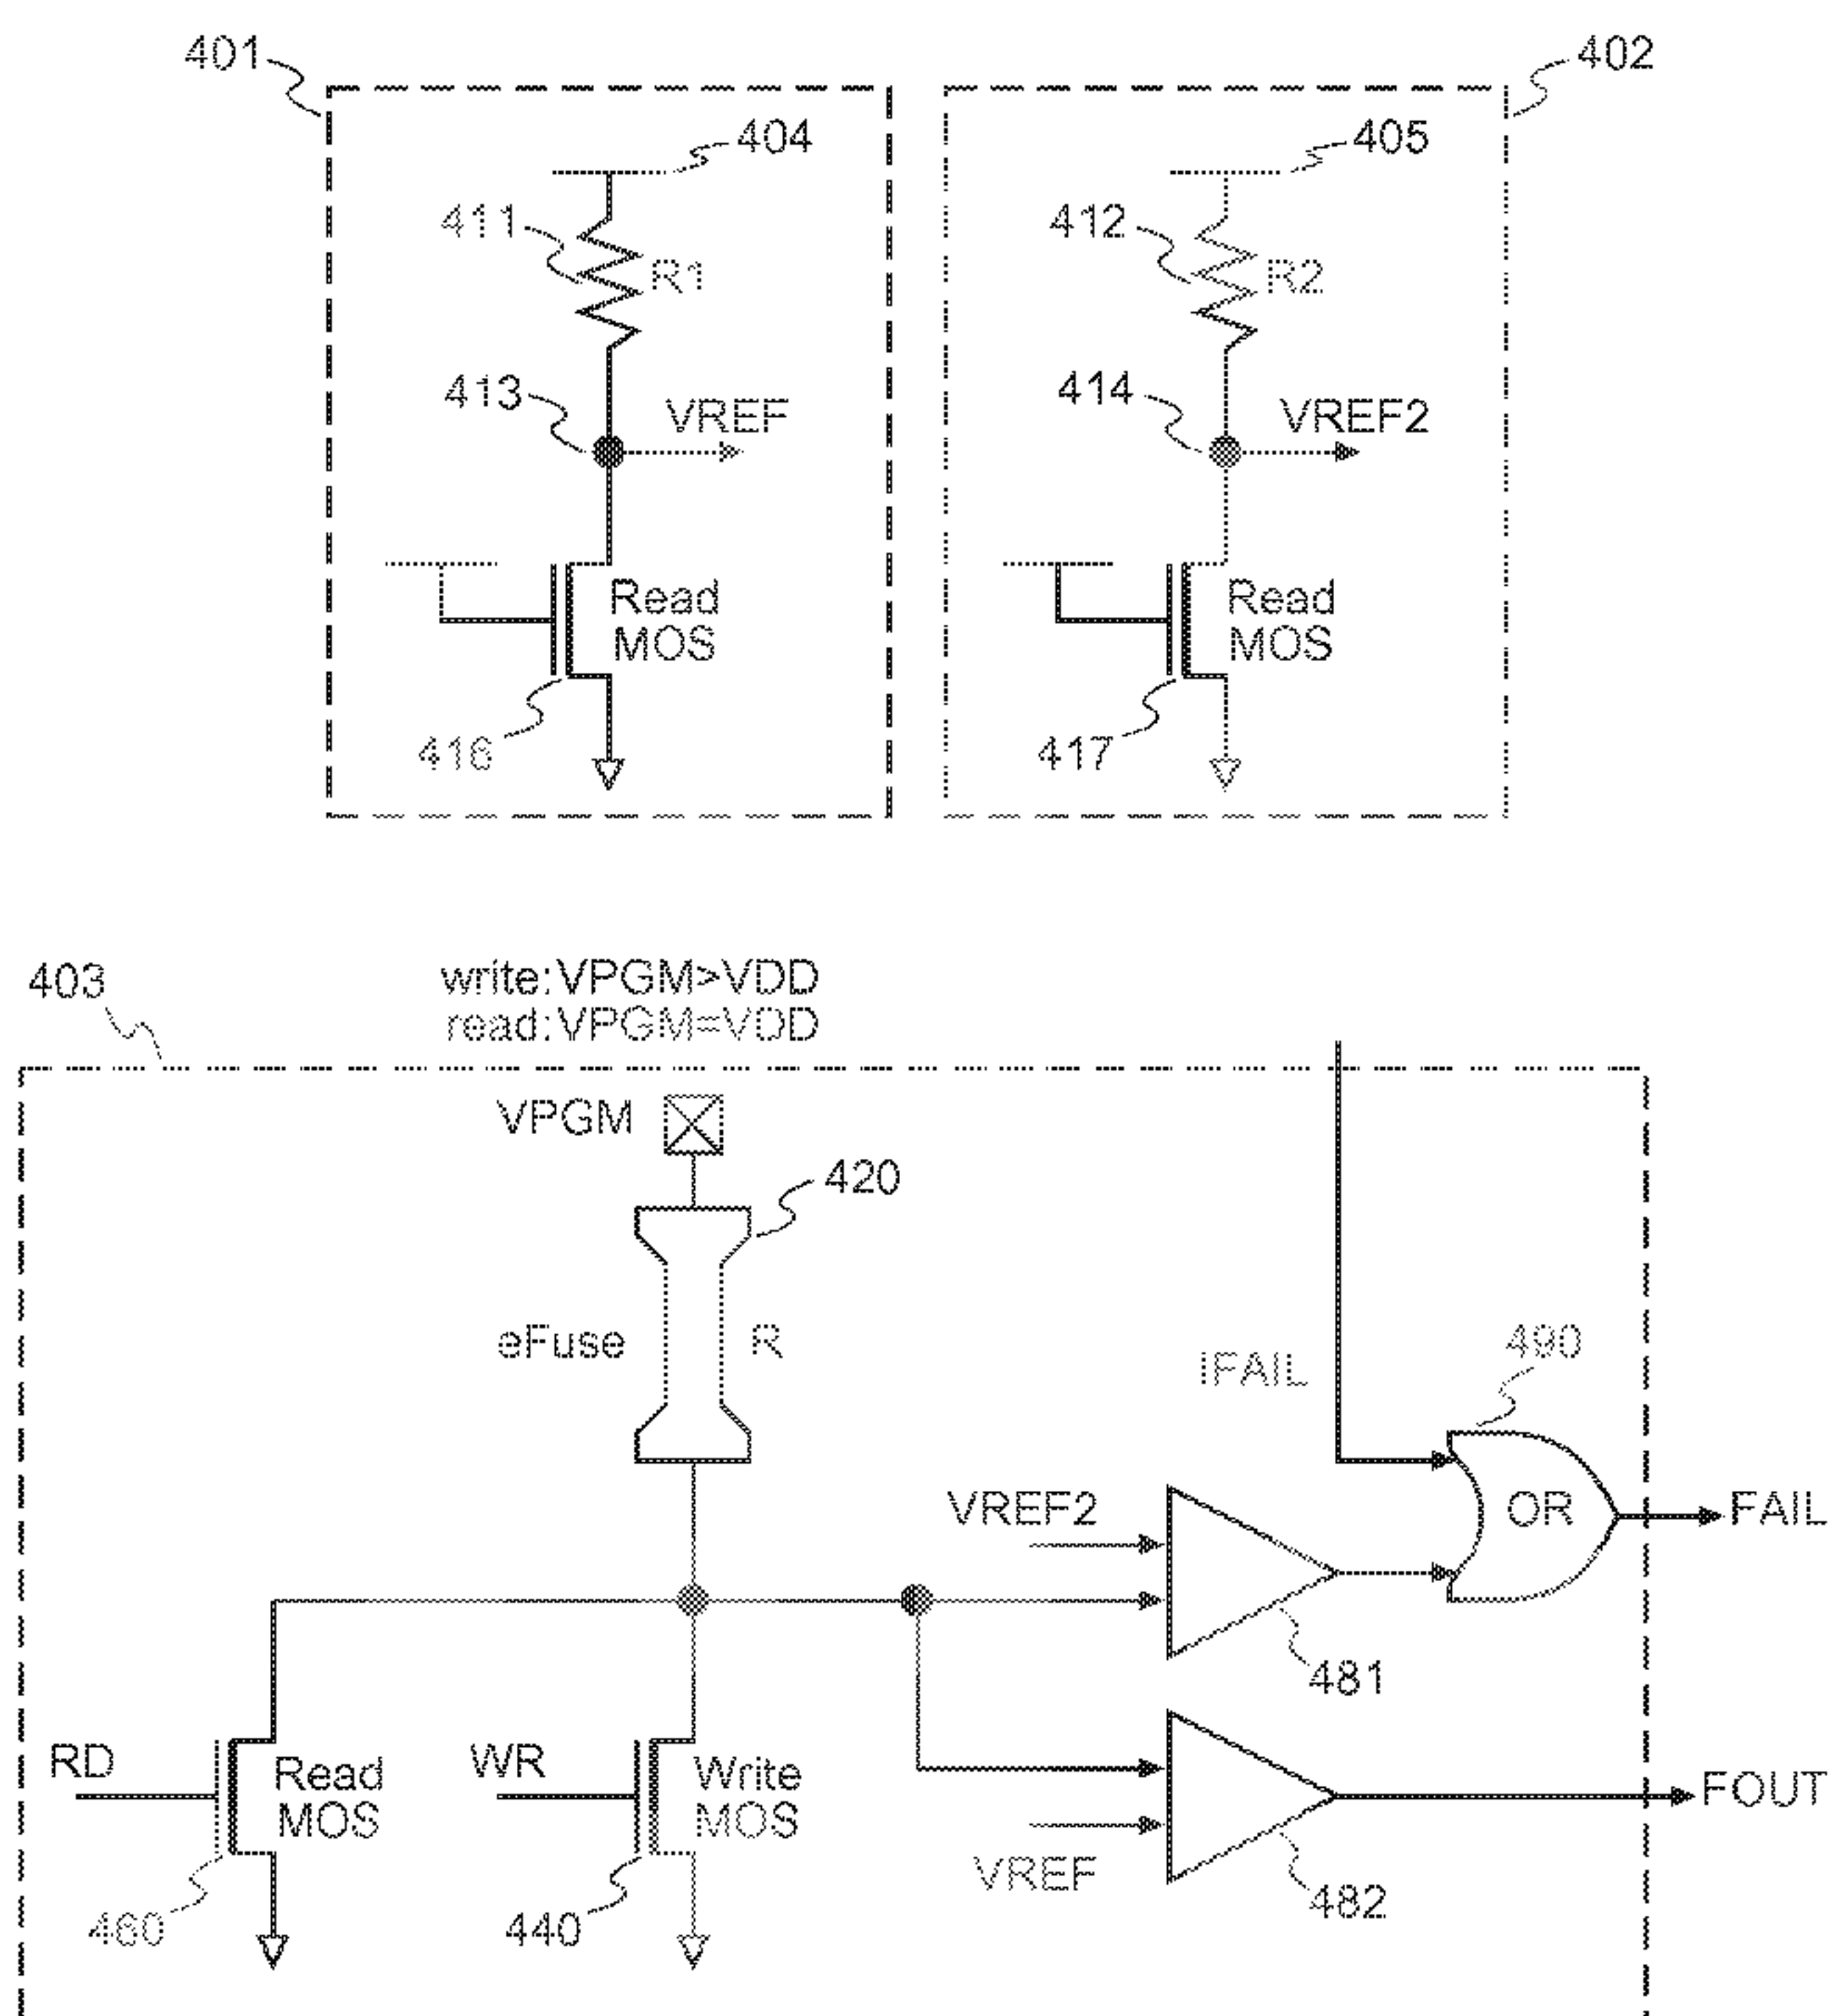 401
402
404
405
411
R1
412
R2
413
VREF
414
VREF2
Read
MOS
Read
MOS
416
417
403
write:VPGM>VDD
read:VPGM=VDD
VPGM
420
eFuse
R
iFAIL
490
VREF2
OR
FAIL
481
RD
Read
MOS
WR
Write
MOS
FOUT
VREF
460
440
482